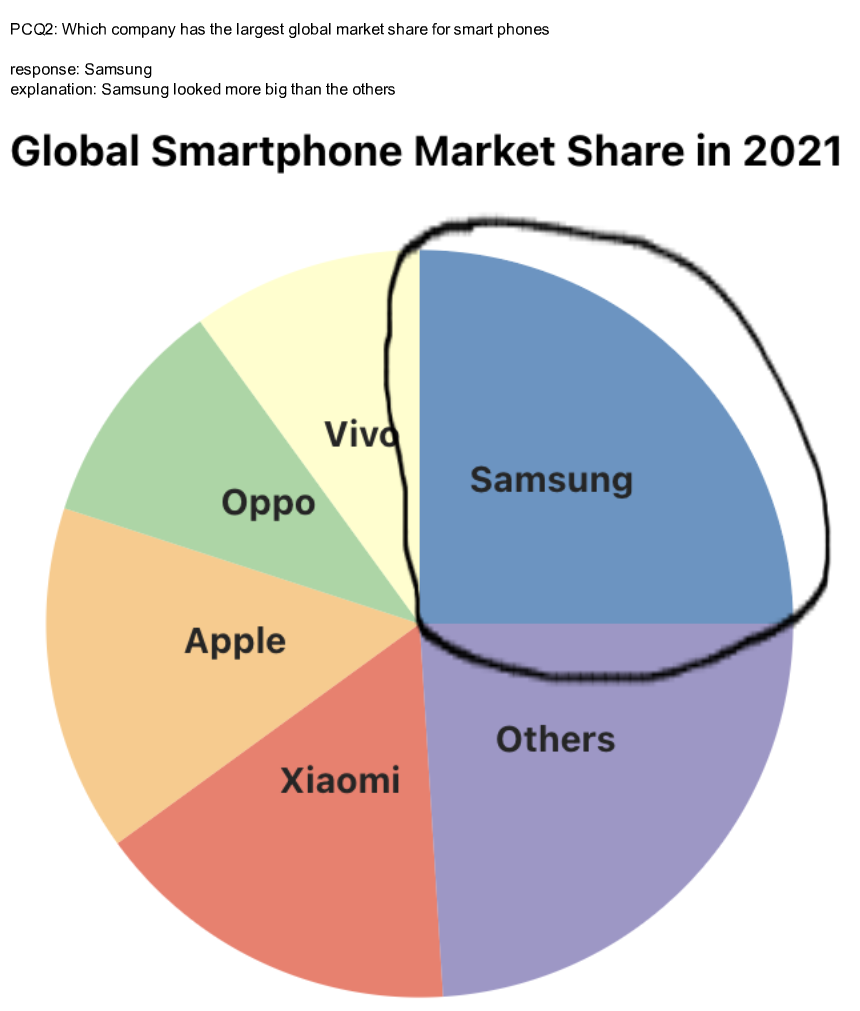 PCQ2: Which company has the largest global market share for smart phones
response: Samsung
explanation: Samsung looked more big than the others
Global Smartphone Market Share in 2021
Vivo
Samsung
Oppo
Apple
Others
Xiaomi